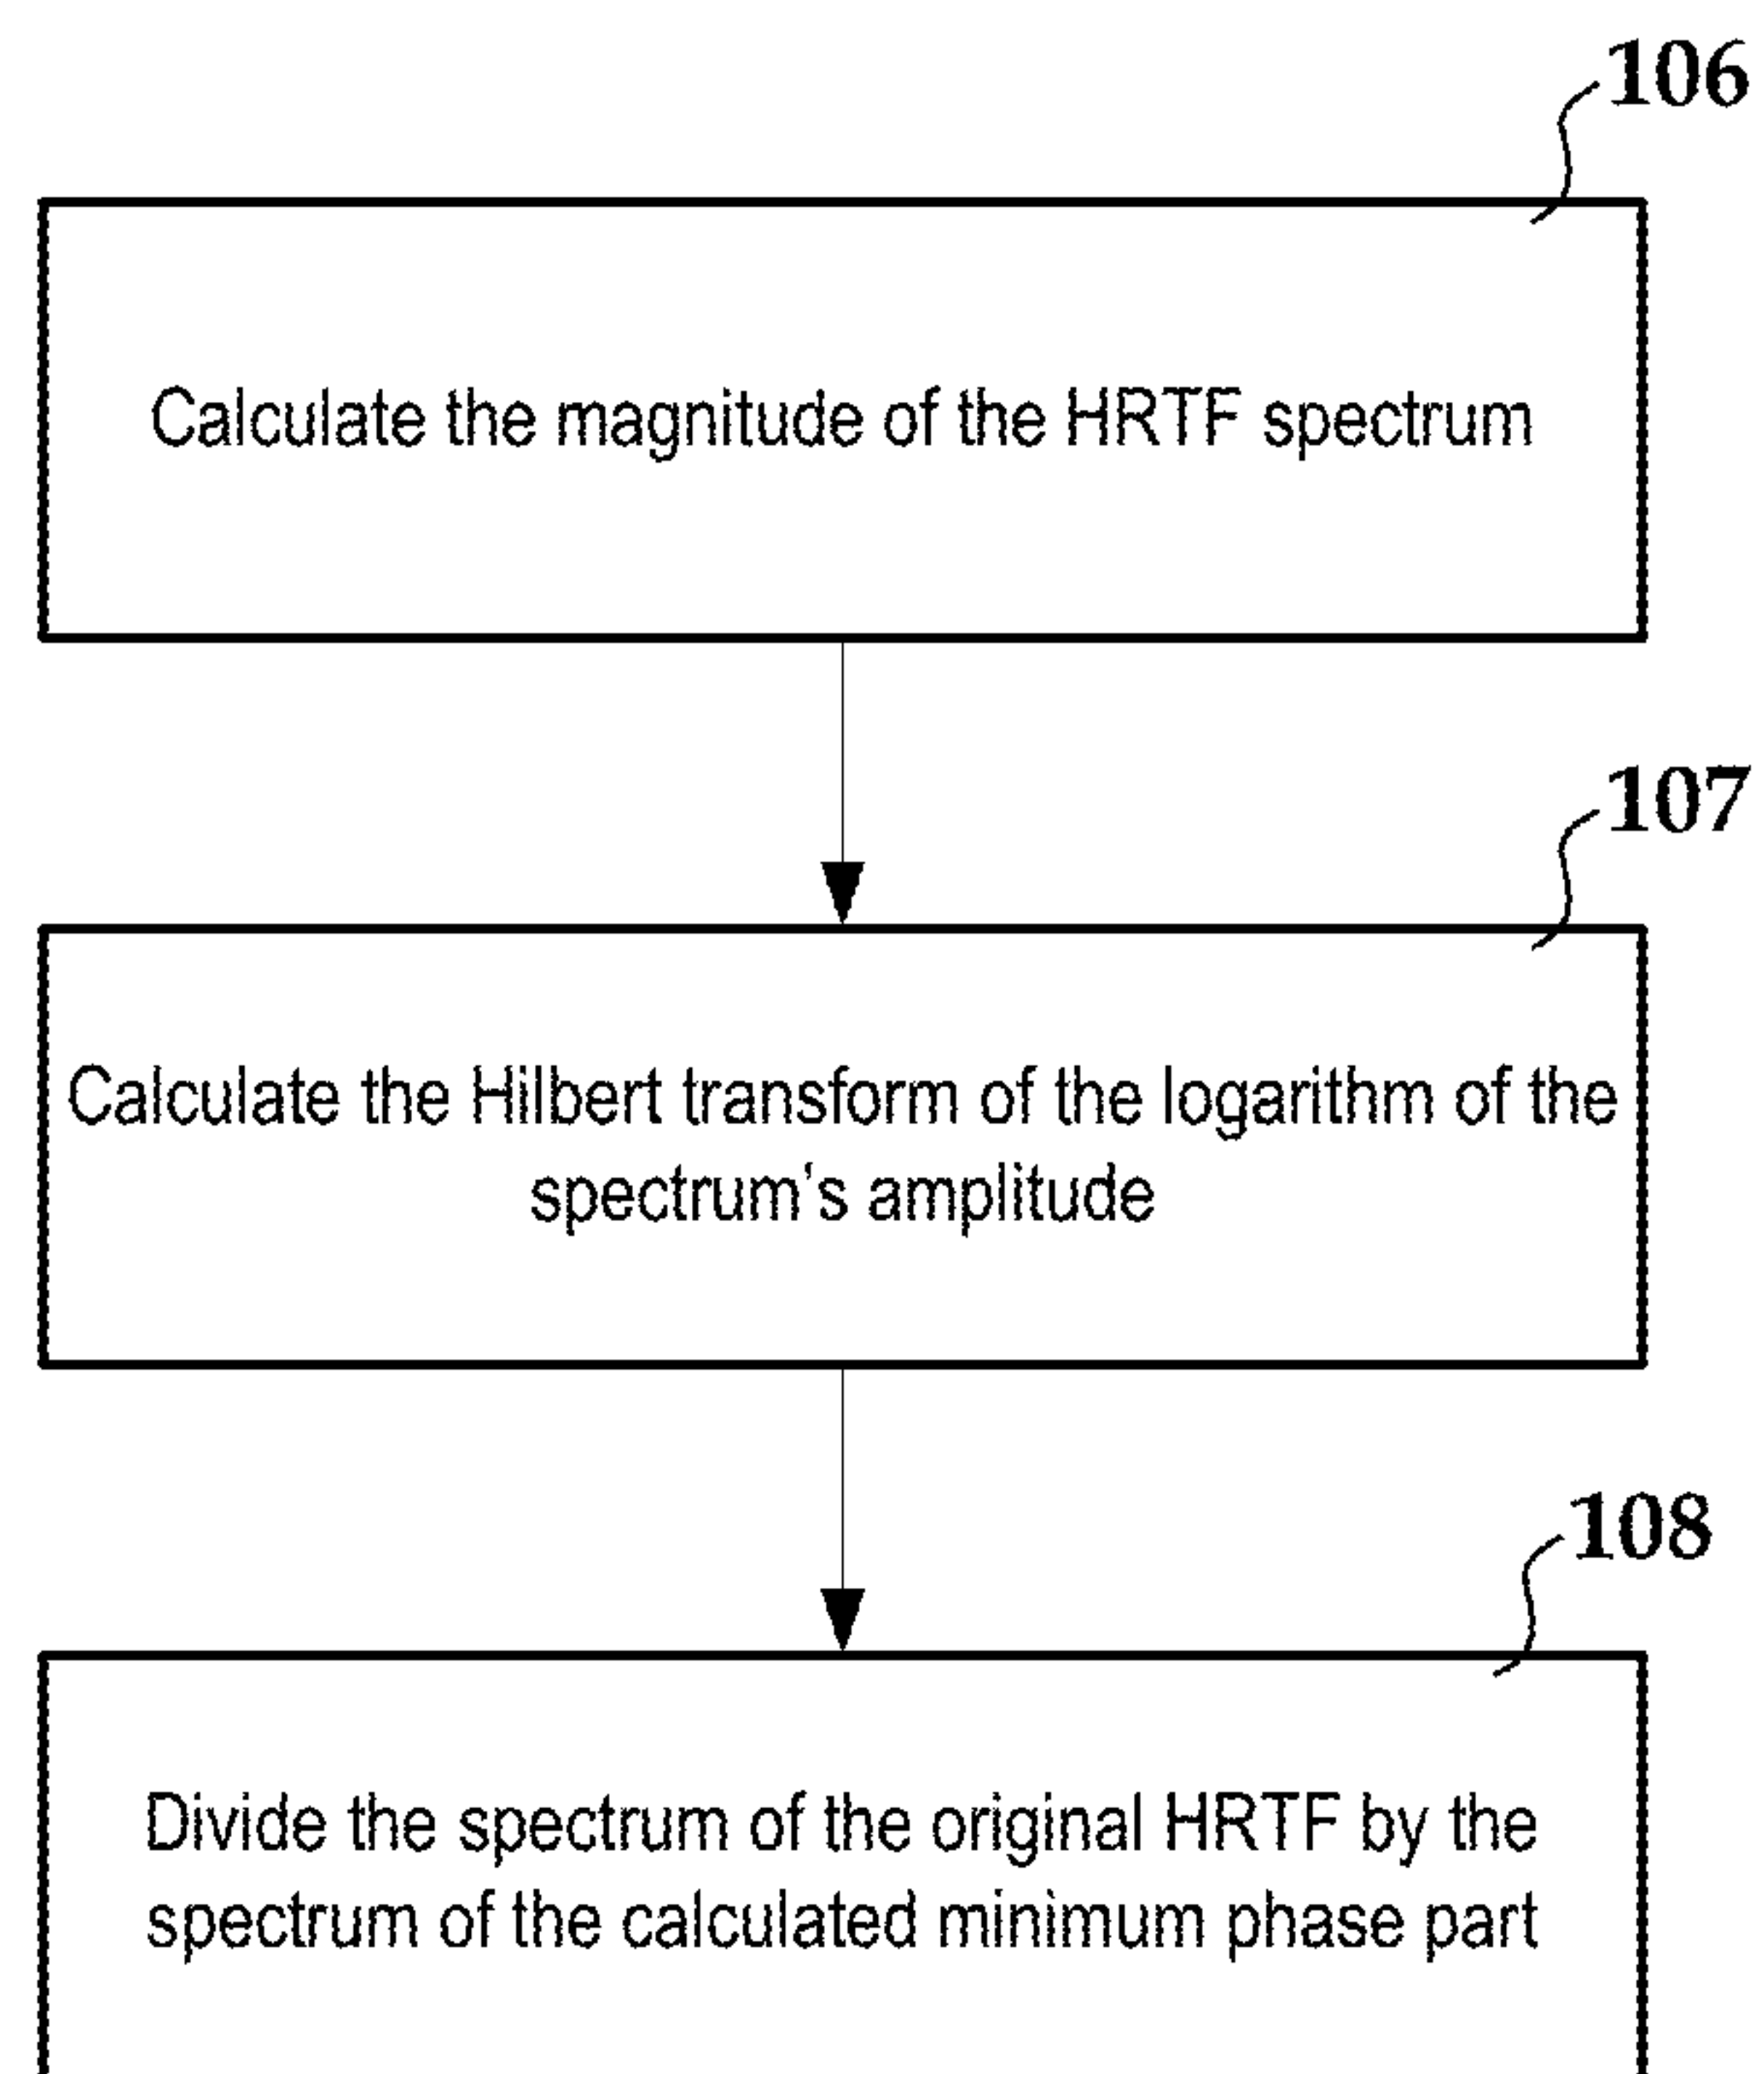 106
Calculate the magnitude of the HRTF spectrum
107
Calculate the Hilbert transform of the logarithm of the
spectrum's amplitude
108
Divide the spectrum of the original HRTF by the
spectrum of the calculated minimum phase part